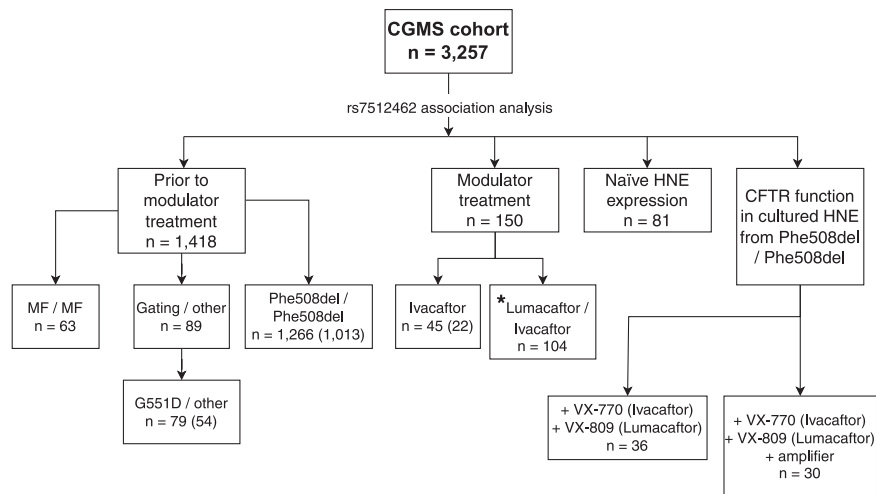 CGMS cohort
n = 3,257
rs7512462 association analysis
Prior to
modulator
treatment
n = 1,418
Modulator
treatment
n = 150
Naïve HNE
expression
n = 81
CFTR function
in cultured HNE
from Phe508del
/ Phe508del
MF / MF
n = 63
Gating / other
n = 89
Phe508del /
Phe508del
n = 1,266 (1,013)
Ivacaftor
n = 45 (22)
*Lumacaftor /
Ivacaftor
n = 104
G551D / other
n = 79 (54)
+ VX-770 (Ivacaftor)
+ VX-809 (Lumacaftor)
n = 36
+ VX-770 (Ivacaftor)
+ VX-809 (Lumacaftor)
+ amplifier
n = 30